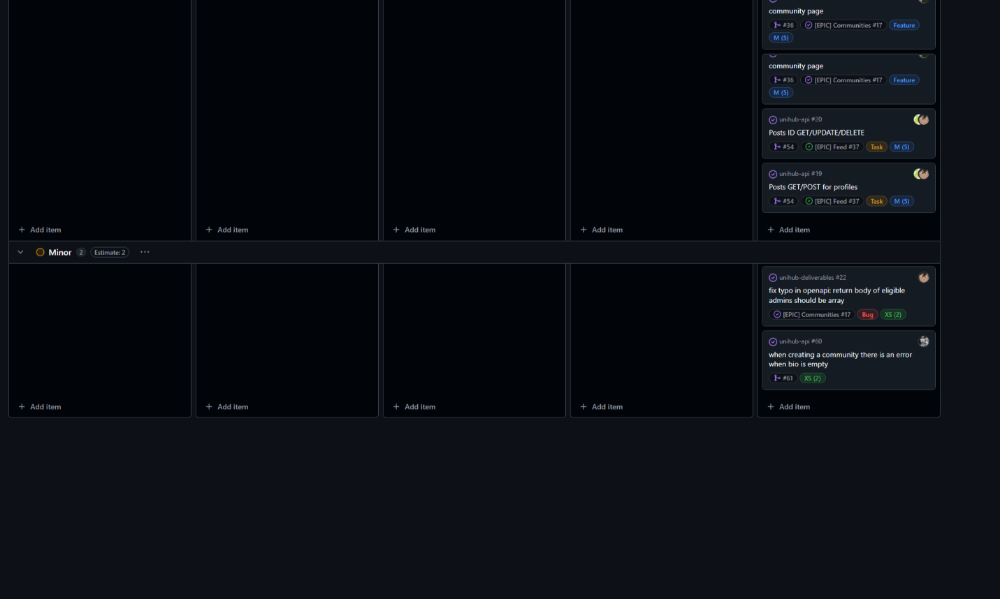 community page
#36 [EPIC] Communities #17 Feature
M (5)
community page
#36 [EPIC] Communities #17 Feature
M (5)
unihub-api #20
Posts ID GET/UPDATE/DELETE
#54 [EPIC] Feed #37 Task M (5)
unihub-api #19
Posts GET/POST for profiles
#54 [EPIC] Feed #37 Task M (5)
+ Add item + Add item + Add item + Add item + Add item
Minor 2 Estimate: 2 ...
unihub-deliverables #22
fix typo in openapi: return body of eligible
admins should be array
[EPIC] Communities #17 Bug XS (2)
unihub-api #60
when creating a community there is an error
when bio is empty
#61 XS (2)
+ Add item + Add item + Add item + Add item + Add item